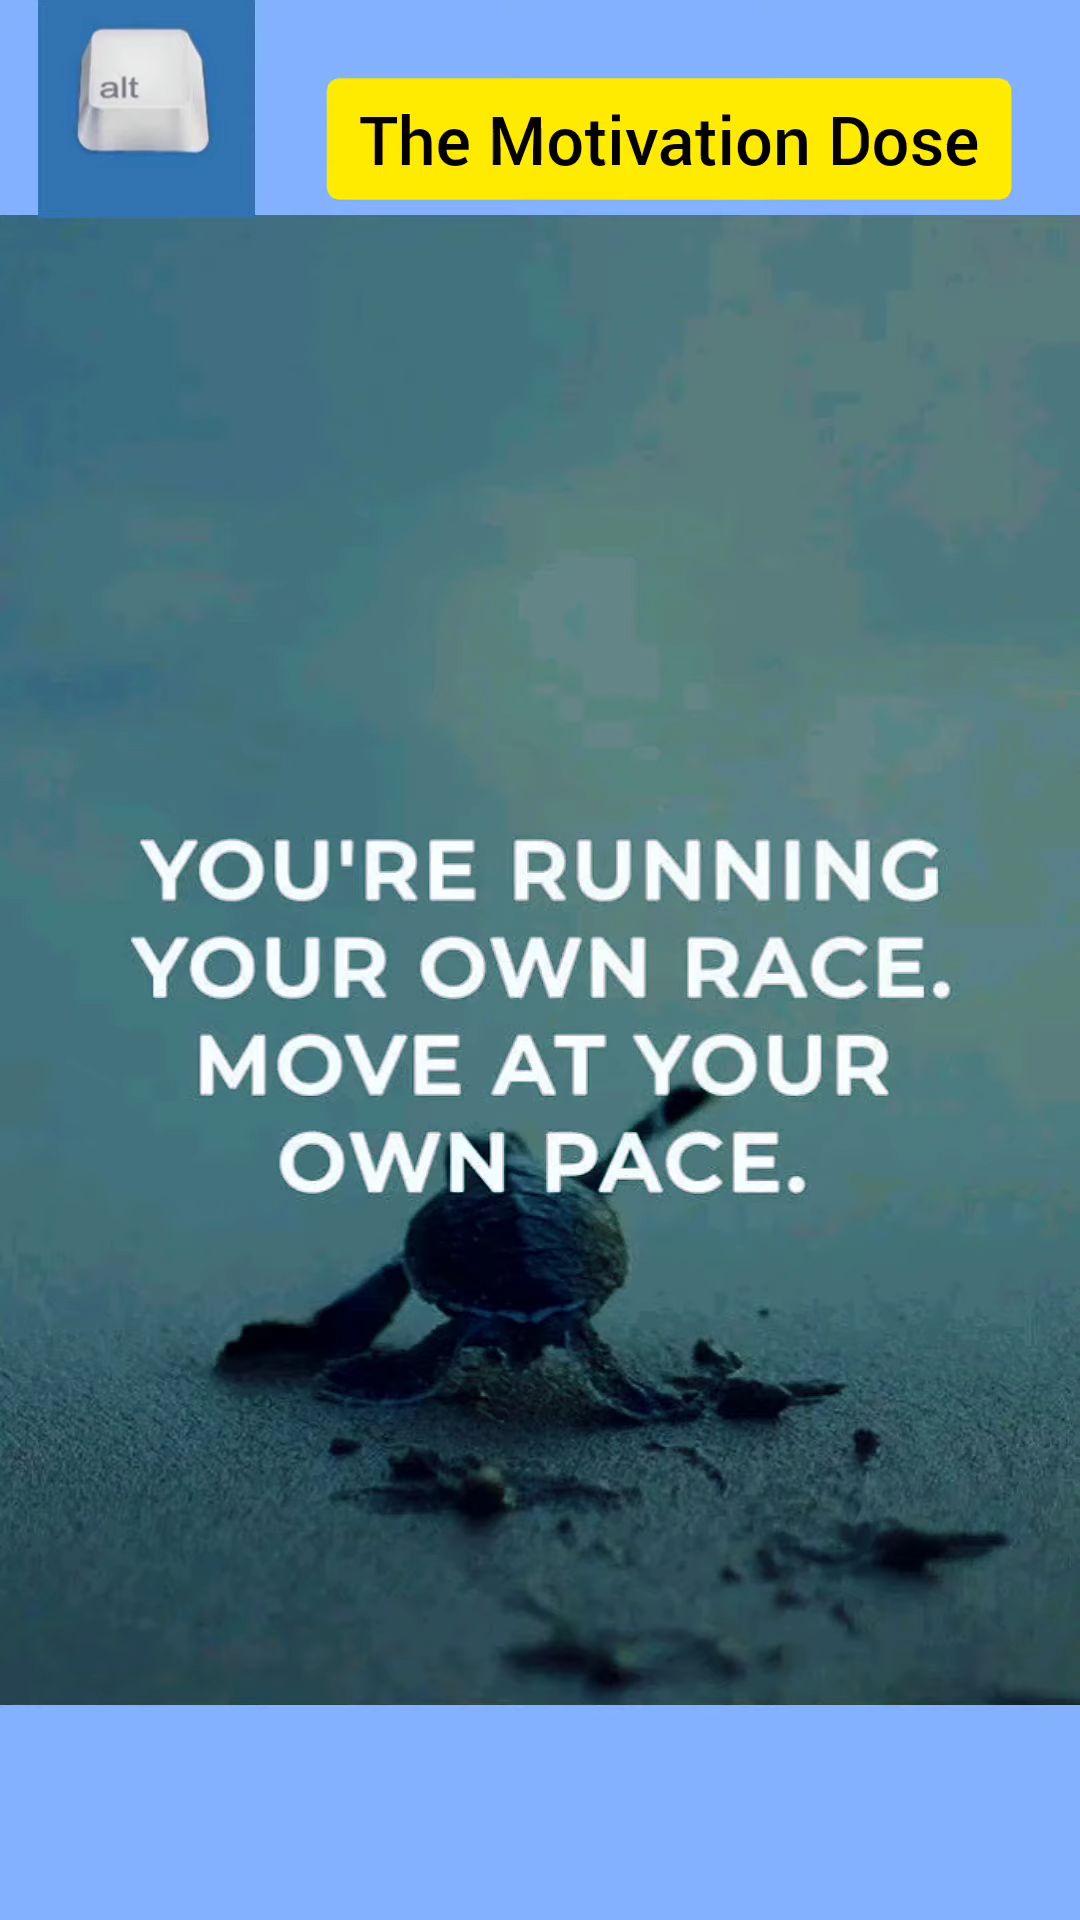 alt
The Motivation Dose
YOU'RE RUNNING
YOUR OWN RACE.
MOVE AT YOUR
OWN PACE.